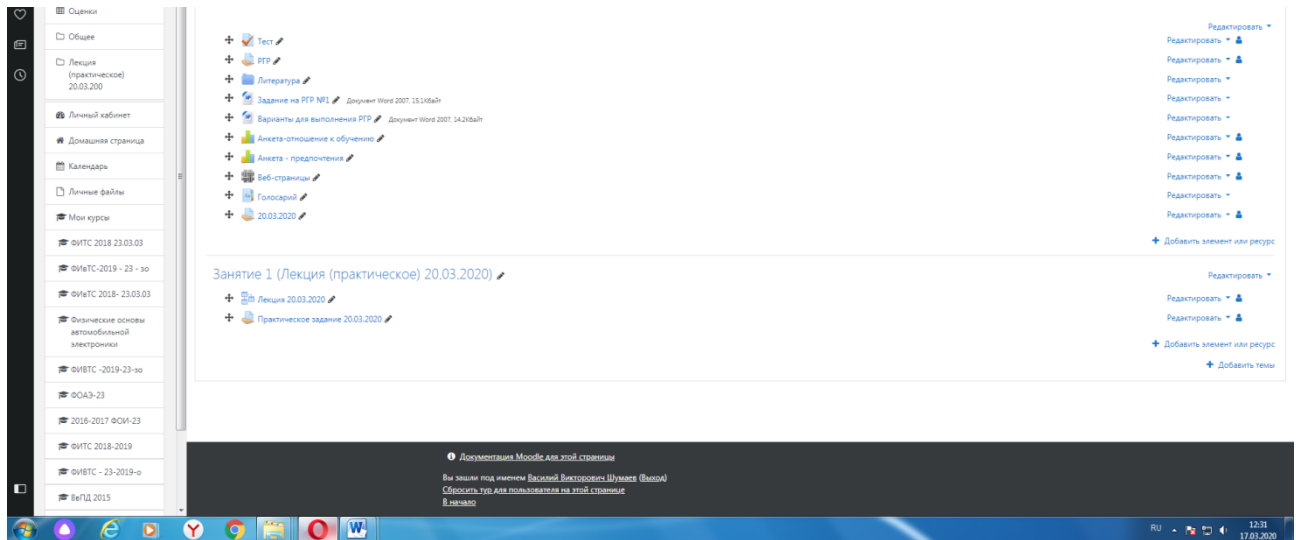 Оценки
Общее
Лекция
(практическое)
20.03.200
Личный кабинет
Домашняя страница
Календарь
Личные файлы
Мои курсы
ФИТС 2018 23.03.03
ФИвТС-2019 - 23 - зо
ФИвТС 2018- 23.03.03
Физические основы
автомобильной
электроники
ФИВТС -2019-23-зо
ФОАЭ-23
2016-2017 ФОИ-23
ФИТС 2018-2019
ФИВТС - 23-2019-о
ВвПД 2015
Редактировать
Тест Редактировать
РГР Редактировать
Литература Редактировать
Задание на РГР №1 Документ Word 2007, 15.1Кбайт Редактировать
Варианты для выполнения РГР Документ Word 2007, 14.2Кбайт Редактировать
Анкета-отношение к обучению Редактировать
Анкета - предпочтения Редактировать
Веб-страницы Редактировать
Голосарий Редактировать
20.03.2020 Редактировать
Добавить элемент или ресурс
Занятие 1 (Лекция (практическое) 20.03.2020) Редактировать
Лекция 20.03.2020 Редактировать
Практическое задание 20.03.2020 Редактировать
Добавить элемент или ресурс
Добавить темы
Документация Moodle для этой страницы
Вы зашли под именем Василий Викторович Шумаев (Выход)
Сбросить тур для пользователя на этой странице
В начало
RU 12:31
17.03.2020